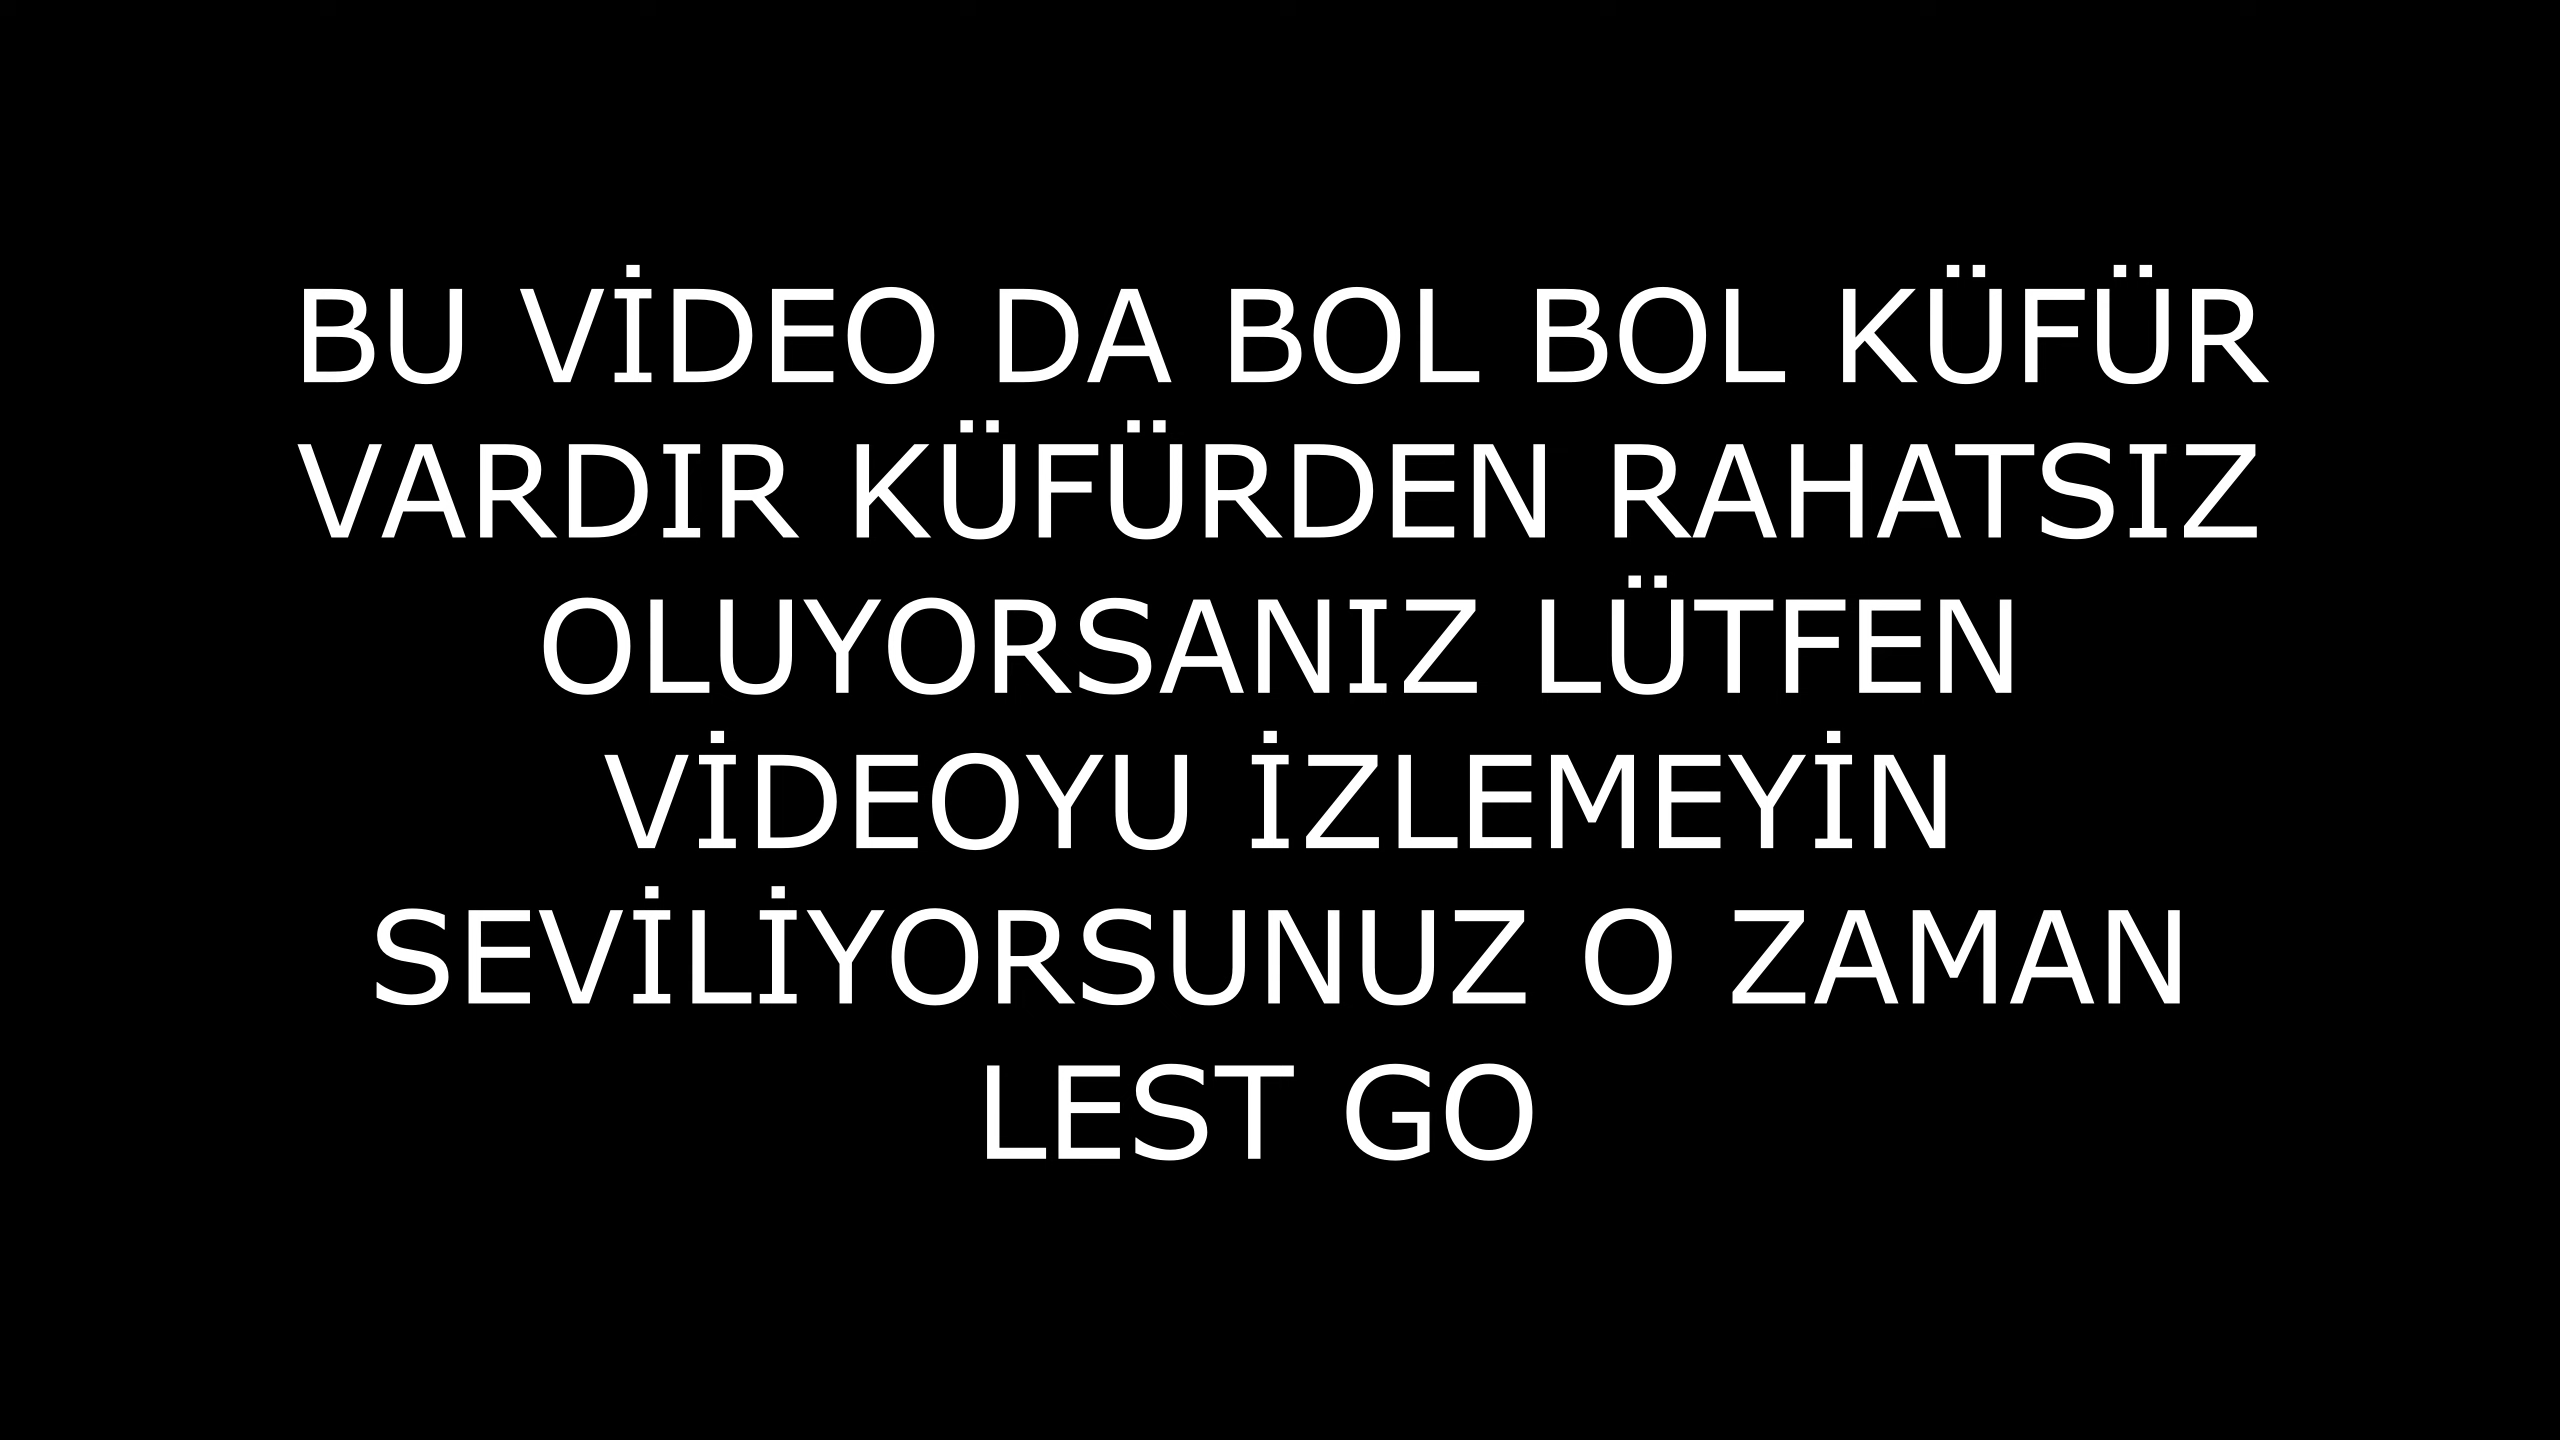 BU VİDEO DA BOL BOL KÜFÜR
VARDIR KÜFÜRDEN RAHATSIZ
OLUYORSANIZ LÜTFEN
VİDEOYU İZLEMEYİN
SEVİLİYORSUNUZ O ZAMAN
LEST GO